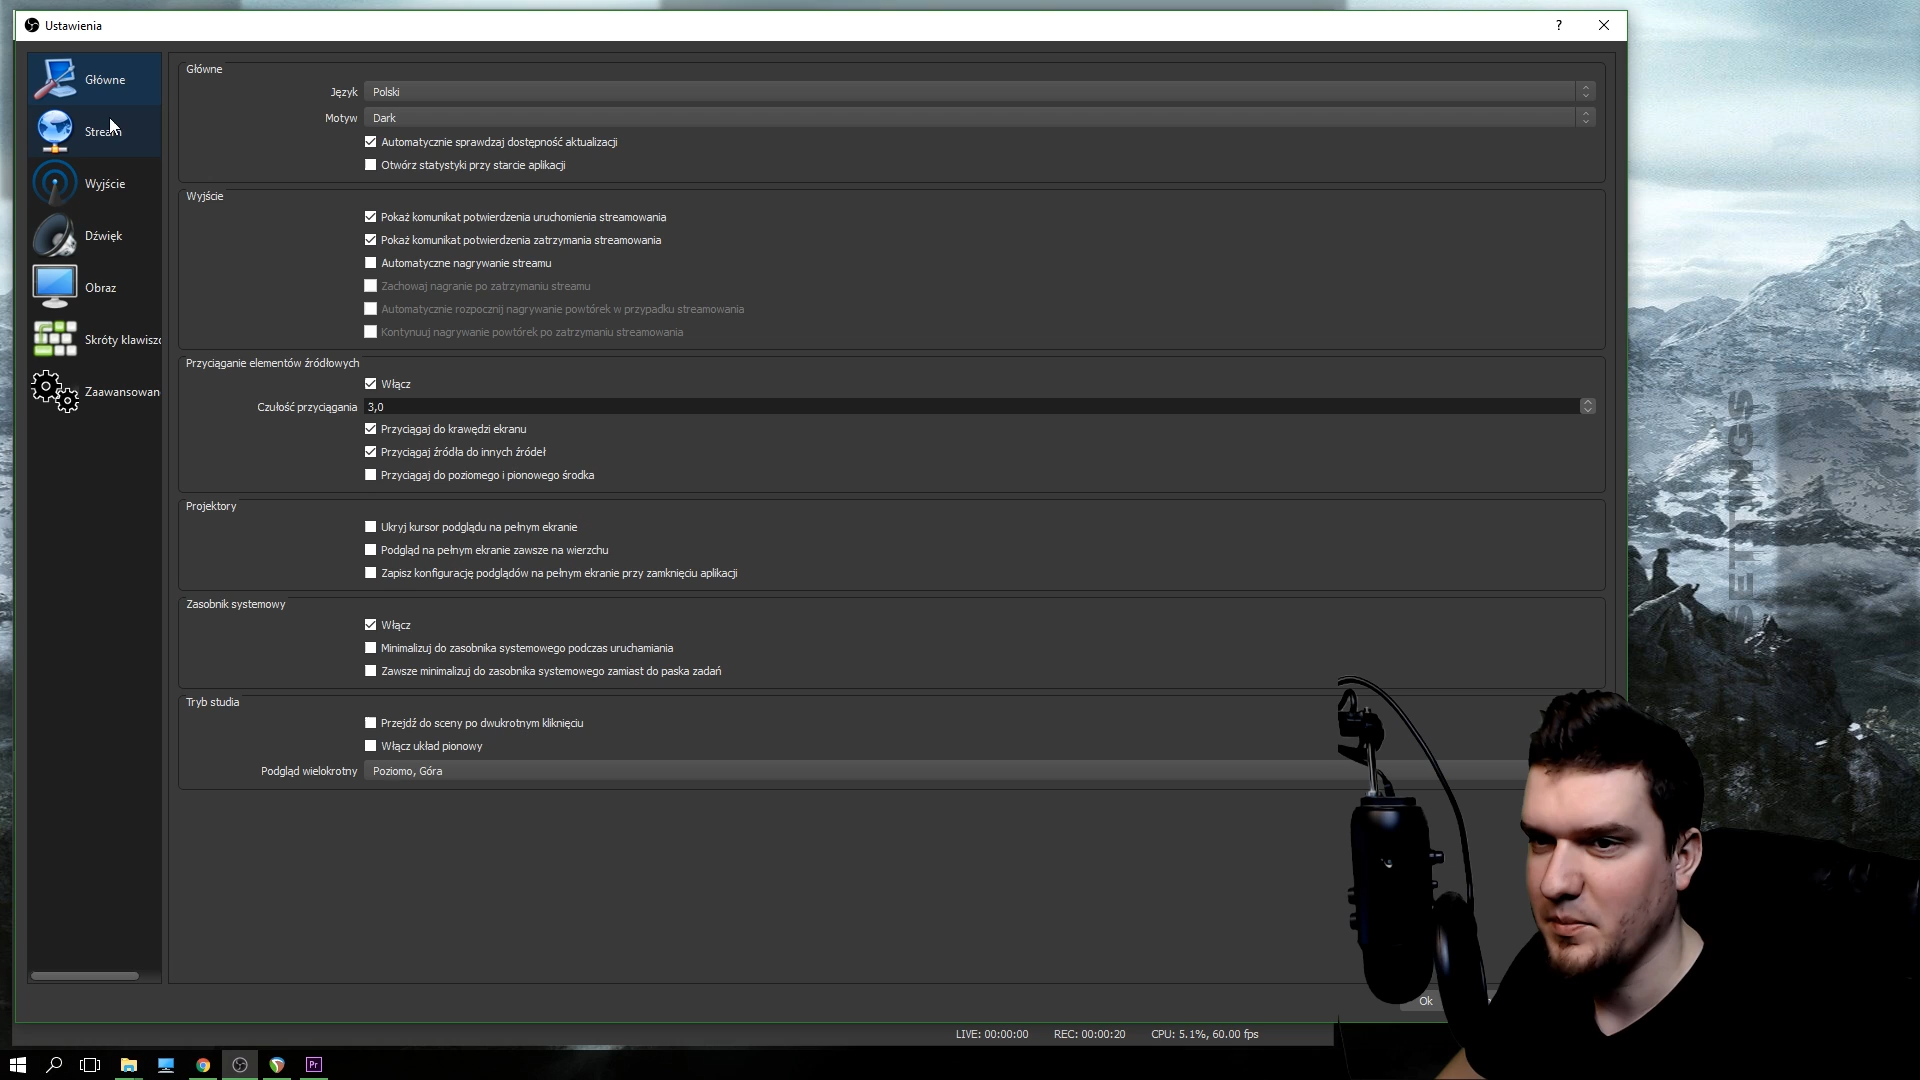 Ustawienia
?
Główne
Stream
Wyjście
Dźwięk
Obraz
Skróty klawiszo
Zaawansowan
Główne
Język Polski
Motyw Dark
Automatycznie sprawdzaj dostępność aktualizacji
Otwórz statystyki przy starcie aplikacji
Wyjście
Pokaż komunikat potwierdzenia uruchomienia streamowania
Pokaż komunikat potwierdzenia zatrzymania streamowania
Automatyczne nagrywanie streamu
Zachowaj nagranie po zatrzymaniu streamu
Automatycznie rozpocznij nagrywanie powtórek w przypadku streamowania
Kontynuuj nagrywanie powtórek po zatrzymaniu streamowania
Przyciąganie elementów źródłowych
Włącz
Czułość przyciągania 3,0
Przyciągaj do krawędzi ekranu
Przyciągaj źródła do innych źródeł
Przyciągaj do poziomego i pionowego środka
Projektory
Ukryj kursor podglądu na pełnym ekranie
Podgląd na pełnym ekranie zawsze na wierzchu
Zapisz konfigurację podglądów na pełnym ekranie przy zamknięciu aplikacji
Zasobnik systemowy
Włącz
Minimalizuj do zasobnika systemowego podczas uruchamiania
Zawsze minimalizuj do zasobnika systemowego zamiast do paska zadań
Tryb studia
Przejdź do sceny po dwukrotnym kliknięciu
Włącz układ pionowy
Podgląd wielokrotny Poziomo, Góra
Ok
LIVE: 00:00:00 REC: 00:00:20 CPU: 5.1%, 60.00 fps
Pr
SETTINGS